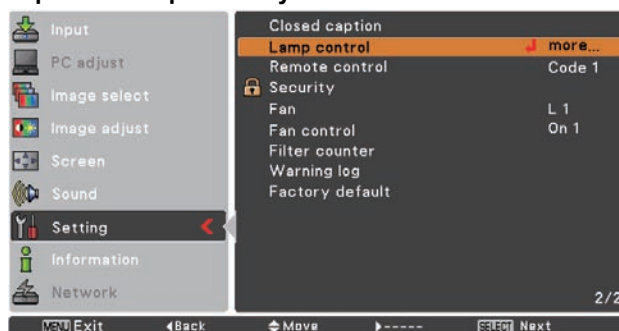 Input
PC adjust
Image select
Image adjust
Screen
Sound
Setting
Information
Network
Closed caption
Lamp control more...
Remote control Code 1
Security
Fan L 1
Fan control On 1
Filter counter
Warning log
Factory default
2/2
MENU Exit Back Move ----- SELECT Next